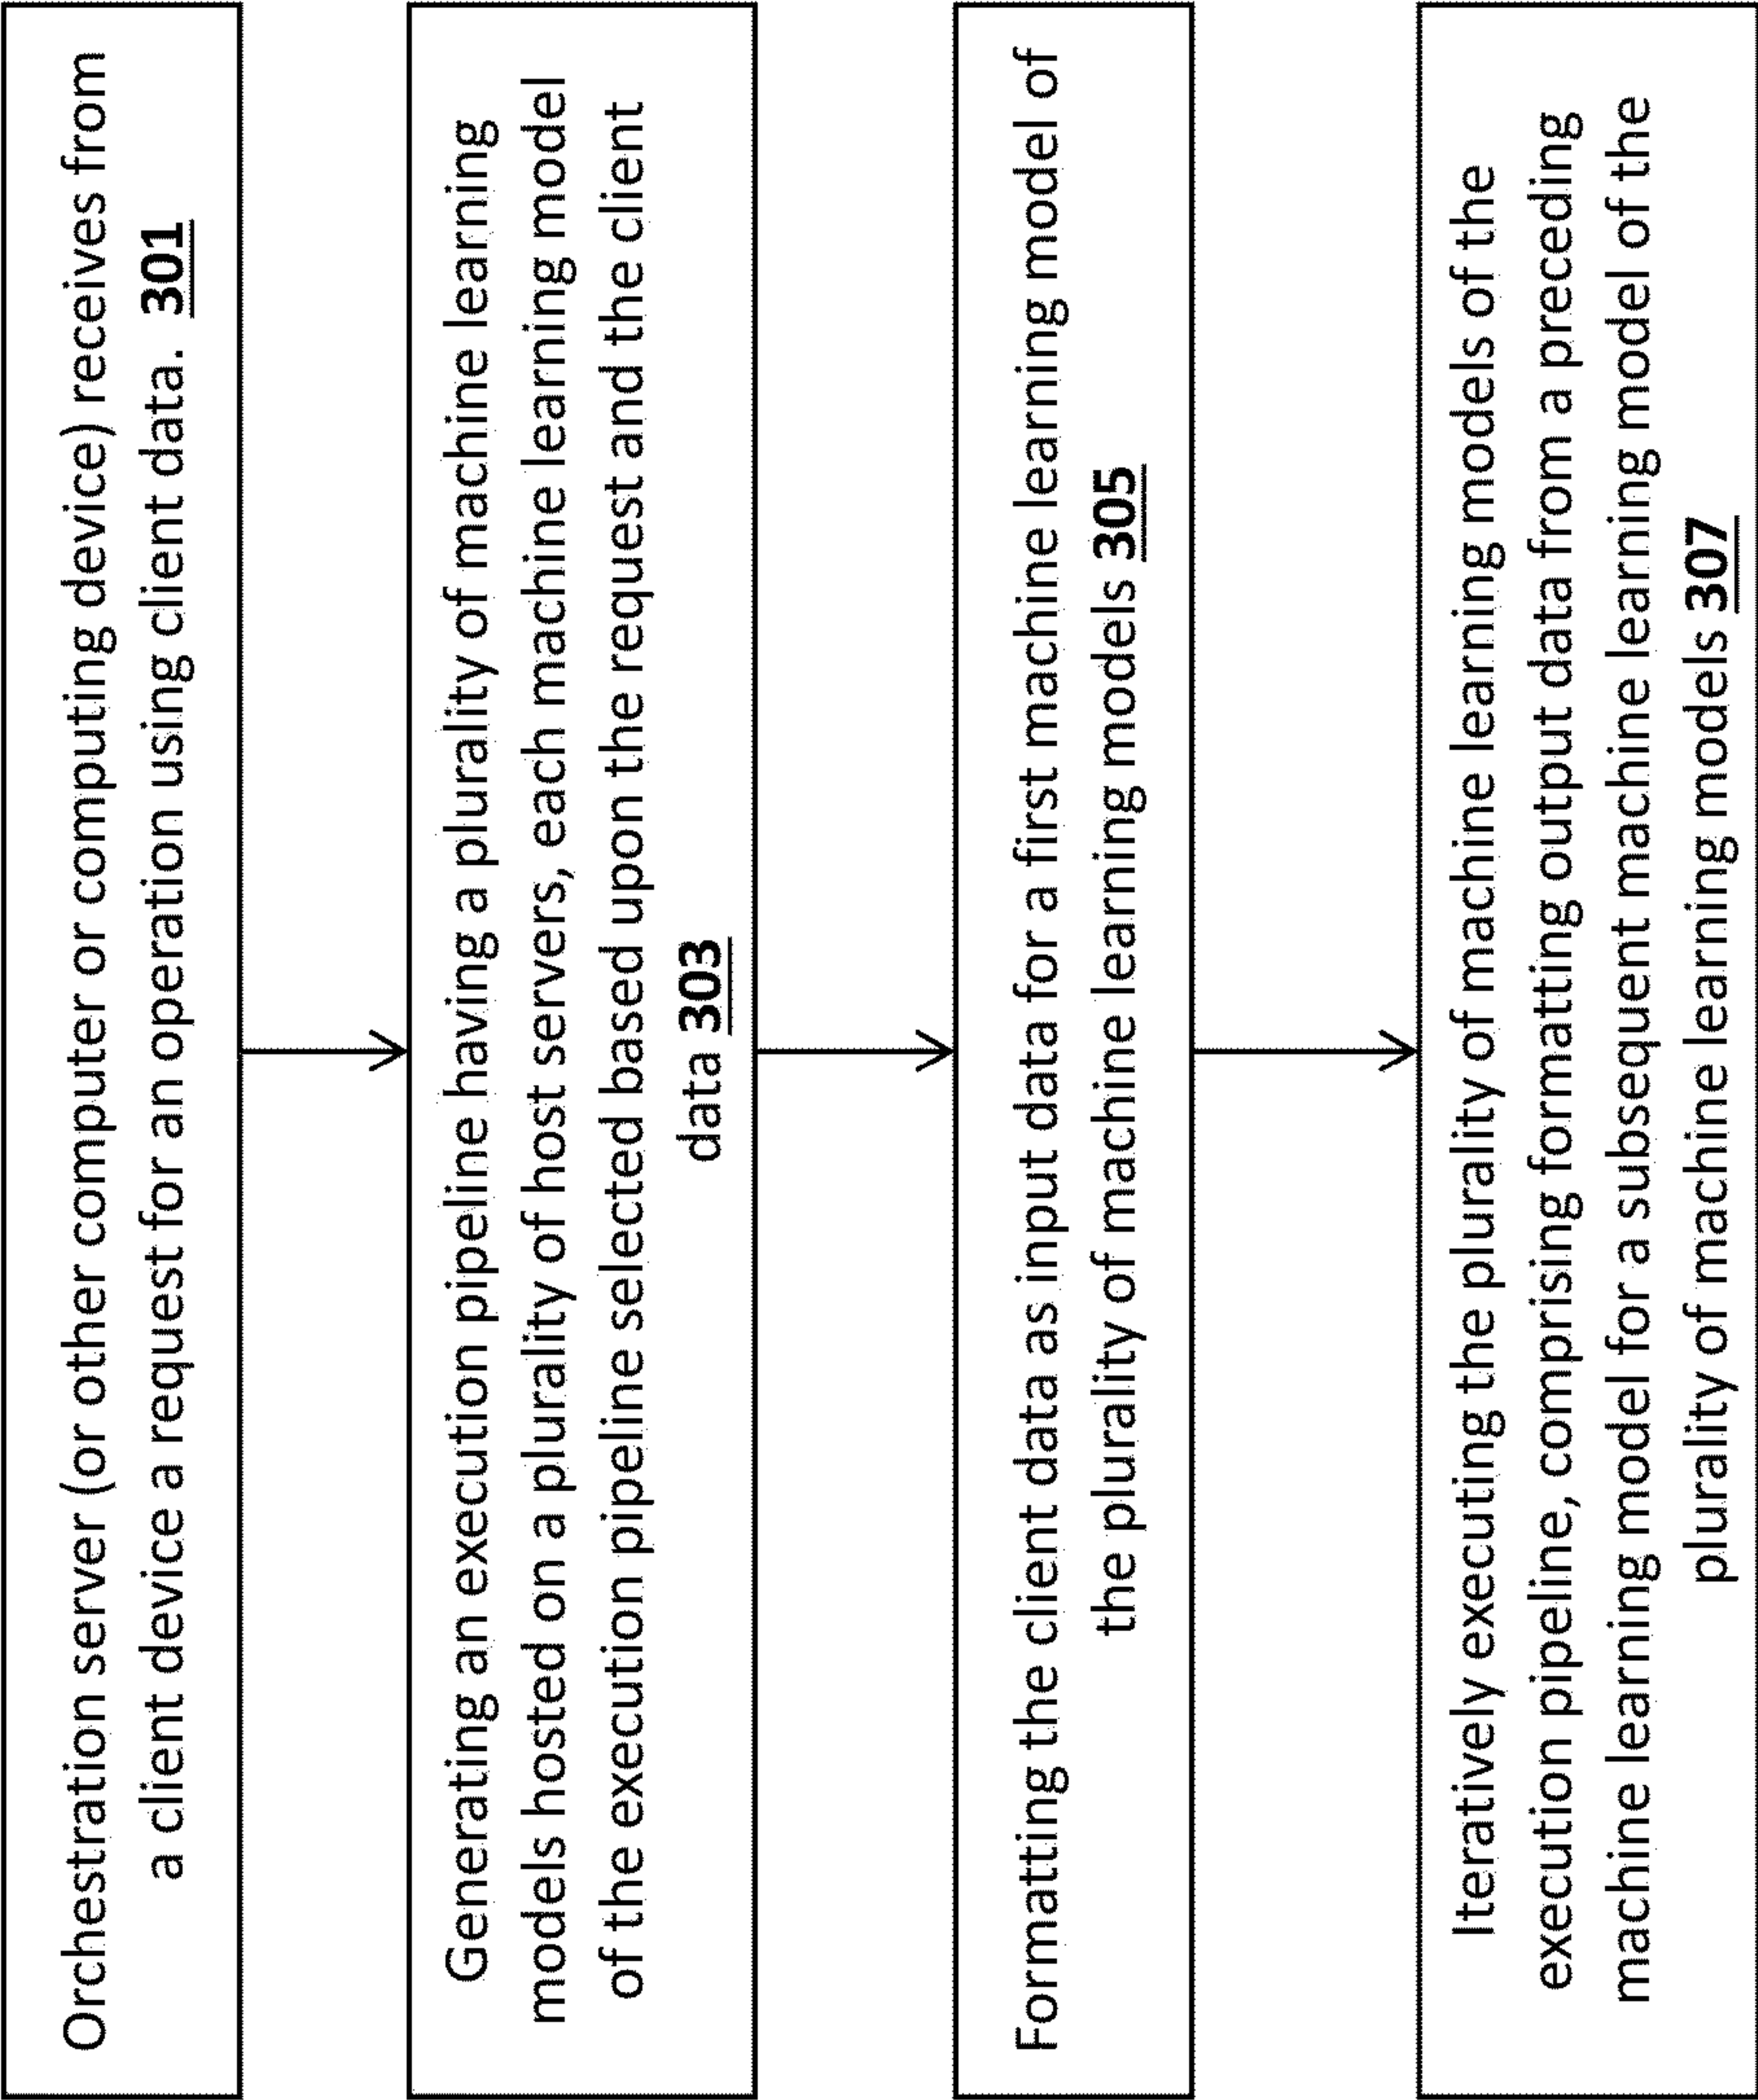 Orchestration server (or other computer or computing device) receives from
a client device a request for an operation using client data. 301
Generating an execution pipeline having a plurality of machine learning
models hosted on a plurality of host servers, each machine learning model
of the execution pipeline selected based upon the request and the client
data 303
Formatting the client data as input data for a first machine learning model of
the plurality of machine learning models 305
Iteratively executing the plurality of machine learning models of the
execution pipeline, comprising formatting output data from a preceding
machine learning model for a subsequent machine learning model of the
plurality of machine learning models 307